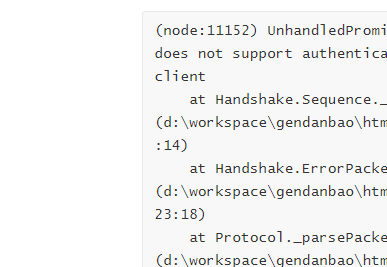 (node:11152) UnhandledPromi
does not support authentica
client
at Handshake.Sequence._
(d:\workspace\gendanbao\htm
:14)
at Handshake.ErrorPacke
(d:\workspace\gendanbao\htm
23:18)
at Protocol._parsePacke
(d:\workspace\gendanbao\htm